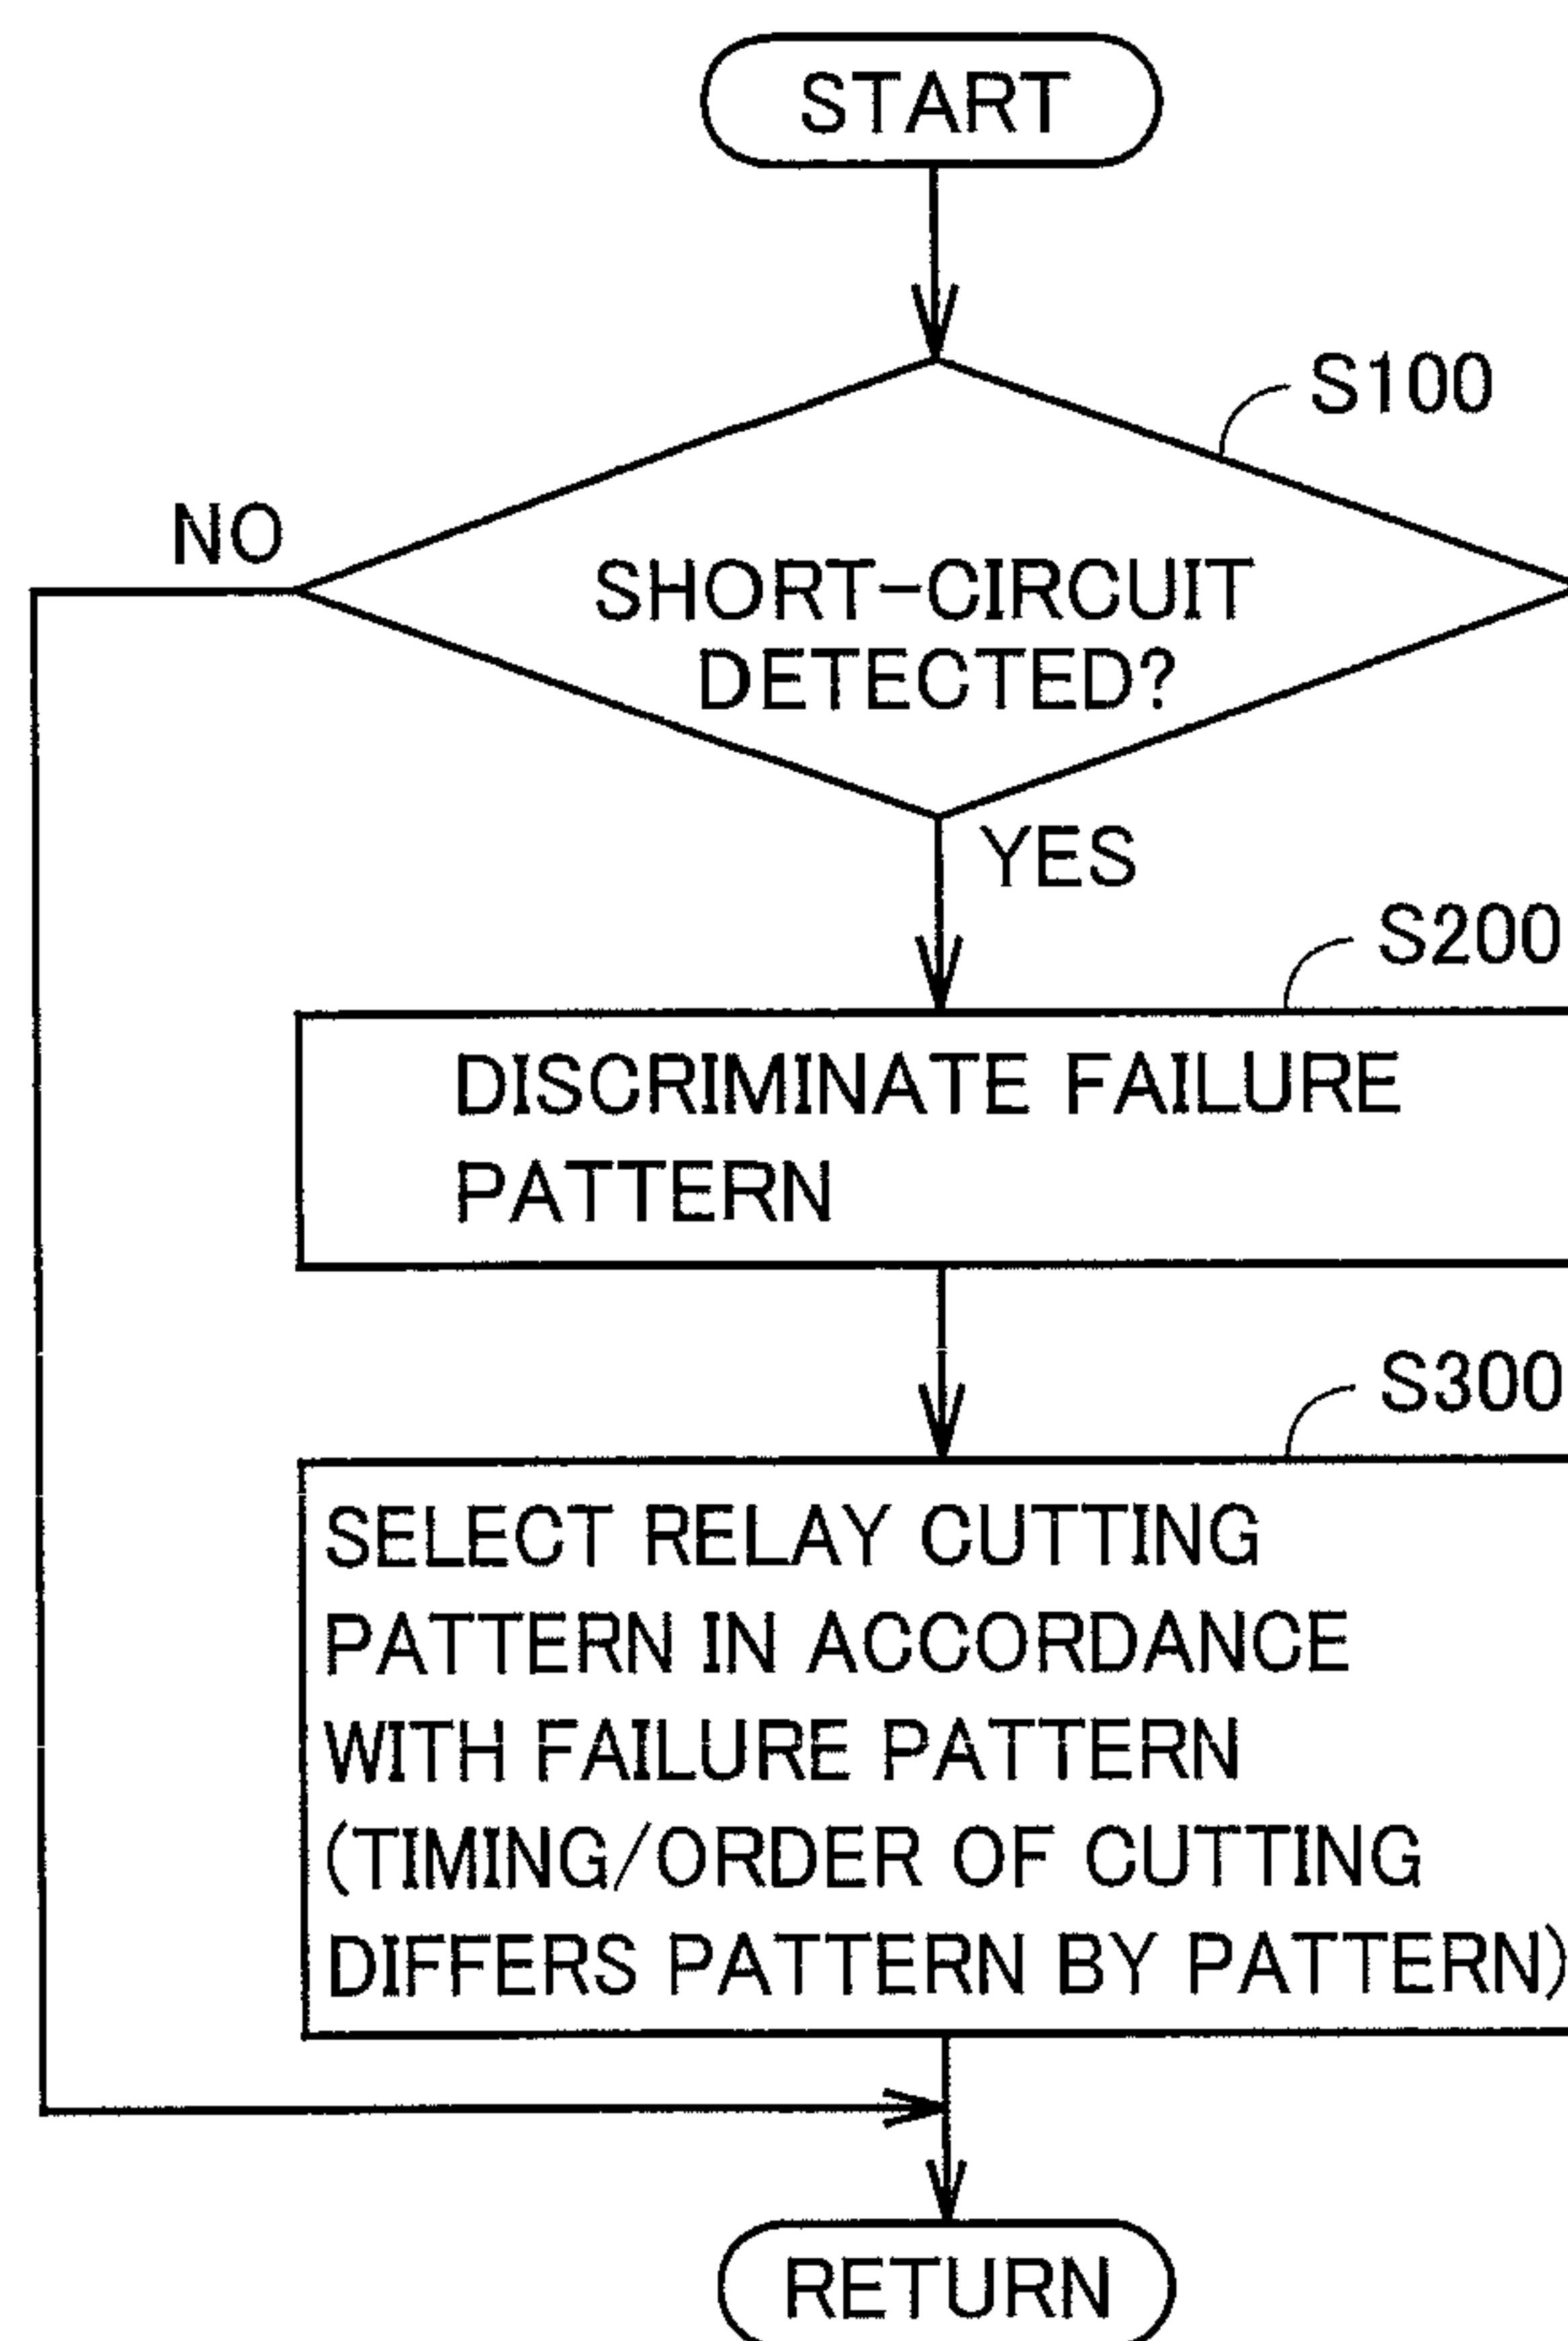 START
S100
NO
SHORT-CIRCUIT
DETECTED?
YES
S200
DISCRIMINATE FAILURE
PATTERN
S300
SELECT RELAY CUTTING
PATTERN IN ACCORDANCE
WITH FAILURE PATTERN
(TIMING/ORDER OF CUTTING
DIFFERS PATTERN BY PATTERN)
RETURN